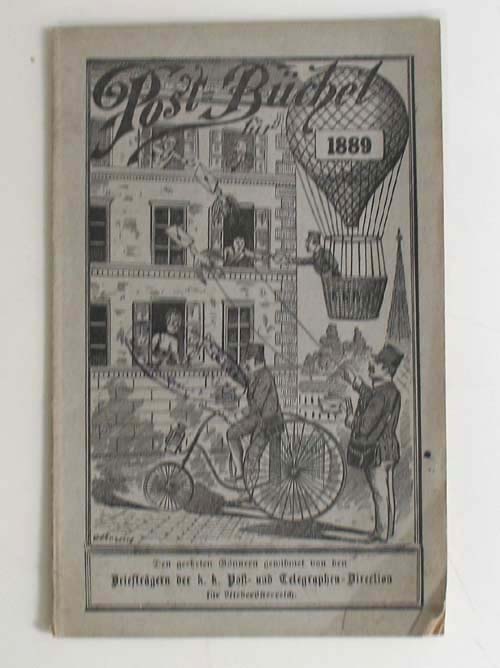 Post-Büchel
für
1889
Den geehrten Gönnern gewidmet von den
Briefträgern der k. k. Post- und Telegraphen-Direction
für Niederösterreich.